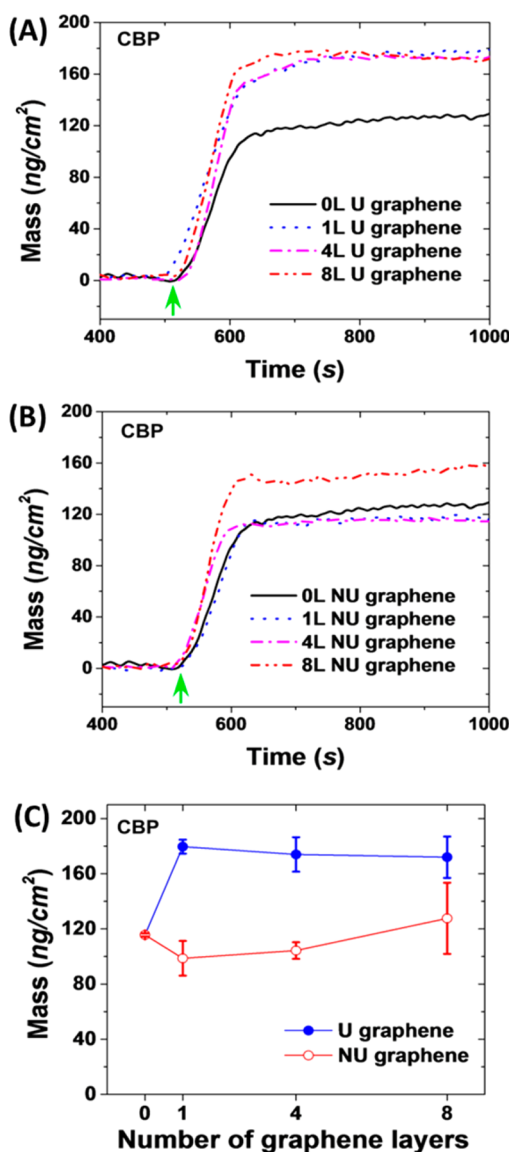 (A)
CBP
200
160
120
80
40
0
Mass (ng/cm²)
0L U graphene
1L U graphene
4L U graphene
8L U graphene
400 600 800 1000
Time (s)
(B)
CBP
200
160
120
80
40
0
Mass (ng/cm²)
0L NU graphene
1L NU graphene
4L NU graphene
8L NU graphene
400 600 800 1000
Time (s)
(C)
CBP
200
160
120
80
40
0
Mass (ng/cm²)
U graphene
NU graphene
0 1 4 8
Number of graphene layers